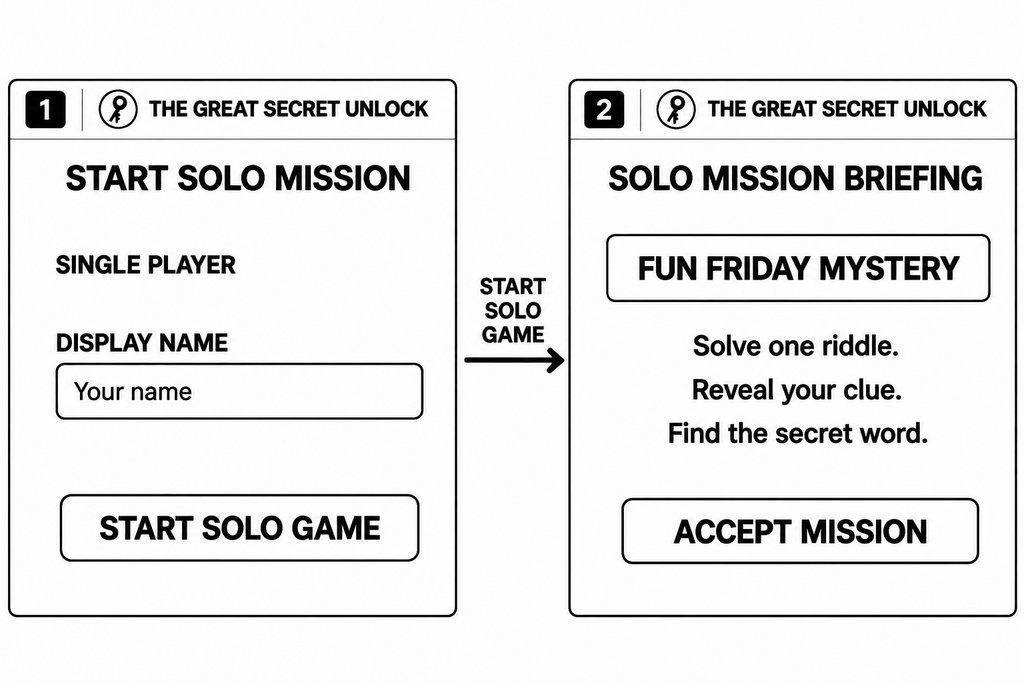 1
THE GREAT SECRET UNLOCK
START SOLO MISSION
SINGLE PLAYER
DISPLAY NAME
Your name
START SOLO GAME
START
SOLO
GAME
2
THE GREAT SECRET UNLOCK
SOLO MISSION BRIEFING
FUN FRIDAY MYSTERY
Solve one riddle.
Reveal your clue.
Find the secret word.
ACCEPT MISSION